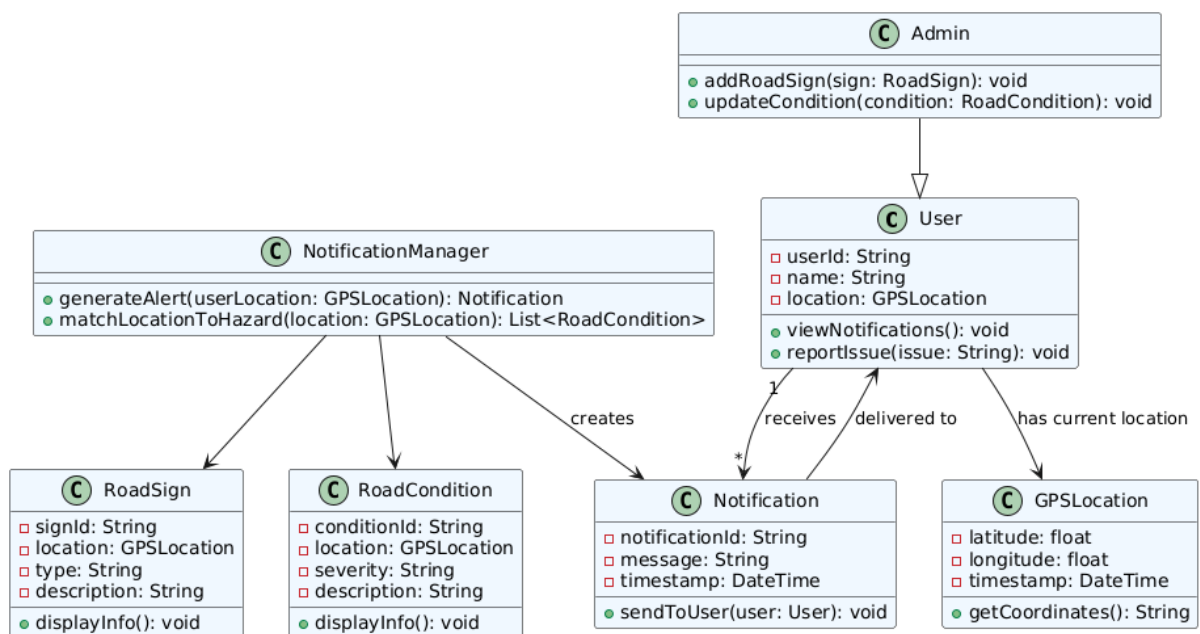 C Admin
addRoadSign(sign: RoadSign): void
updateCondition(condition: RoadCondition): void
C User
userId: String
name: String
location: GPSLocation
viewNotifications(): void
reportIssue(issue: String): void
C NotificationManager
generateAlert(userLocation: GPSLocation): Notification
matchLocationToHazard(location: GPSLocation): List<RoadCondition>
creates
1
receives
*
delivered to
has current location
C RoadSign
signId: String
location: GPSLocation
type: String
description: String
displayInfo(): void
C RoadCondition
conditionId: String
location: GPSLocation
severity: String
description: String
displayInfo(): void
C Notification
notificationId: String
message: String
timestamp: DateTime
sendToUser(user: User): void
C GPSLocation
latitude: float
longitude: float
timestamp: DateTime
getCoordinates(): String